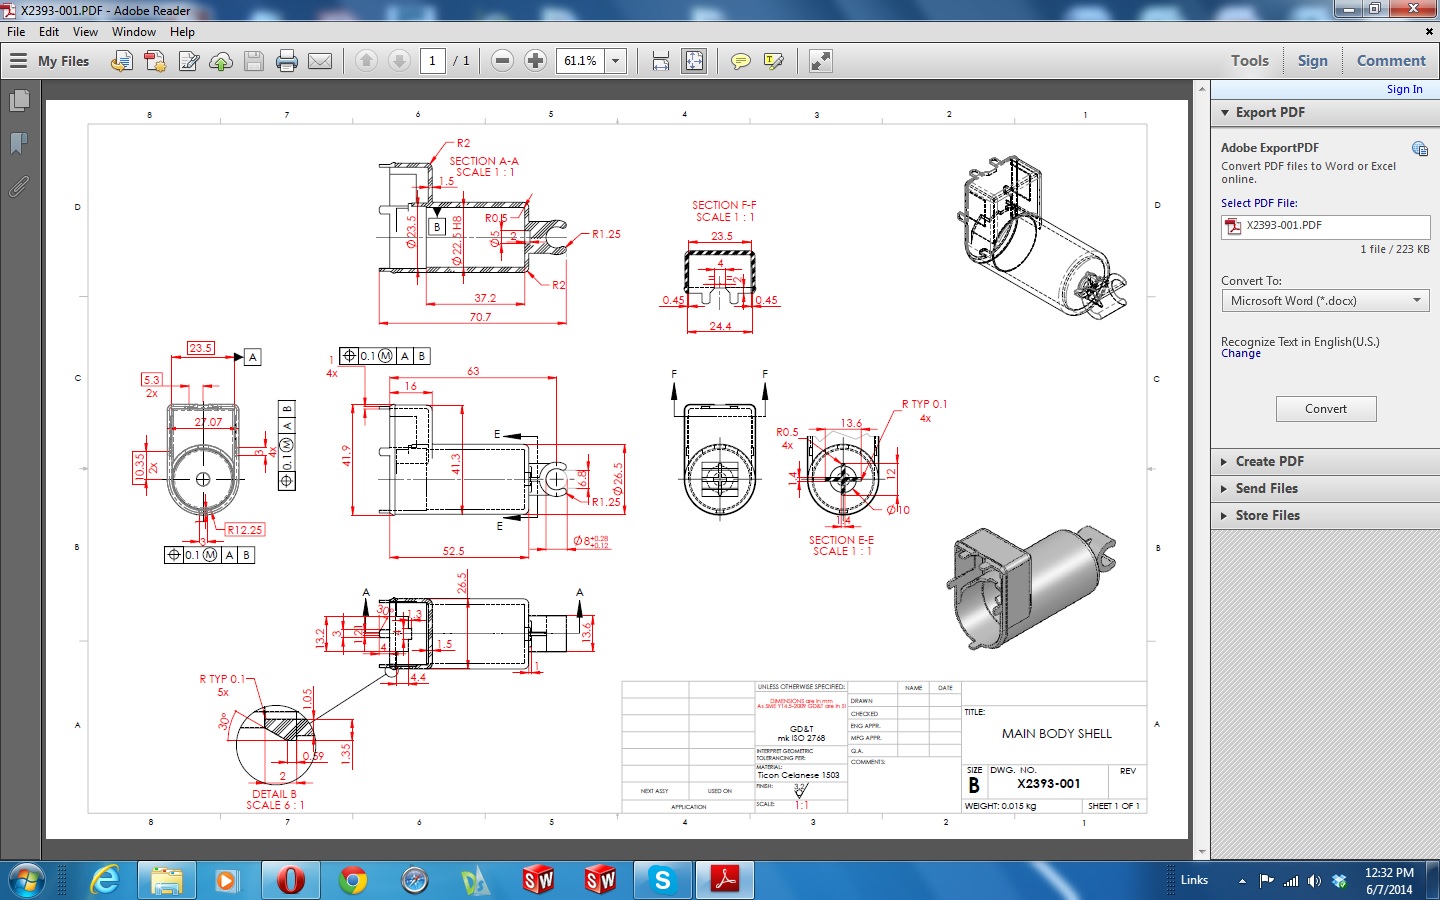 X2393-001.PDF - Adobe Reader
File Edit View Window Help
My Files
1 / 1
61.1%
Tools Sign Comment
Sign In
Export PDF
Adobe ExportPDF
Convert PDF files to Word or Excel
online.
Select PDF File:
X2393-001.PDF
1 file / 223 KB
Convert To:
Microsoft Word (*.docx)
Recognize Text in English(U.S.)
Change
Convert
Create PDF
Send Files
Store Files
8 7 6 5 4 3 2 1
D
C
B
A
R2
SECTION A-A
SCALE 1 : 1
1.5
Ø23.5
B
Ø22.5 H8
R0.5
Ø5
2
R1.25
R2
37.2
70.7
SECTION F-F
SCALE 1 : 1
23.5
4
2
0.45
0.45
24.4
23.5
A
5.3
2x
27.07
10.35
2x
3
4x
0.1 M A B
R12.25
3
0.1 M A B
1
4x
0.1 M A B
63
16
41.9
41.3
E
E
6.8
Ø26.5
R1.25
Ø8 +0.28 +0.12
52.5
F
F
R TYP 0.1
4x
13.6
R0.5
4x
1.4
12
Ø10
1.4
SECTION E-E
SCALE 1 : 1
A
A
26.5
30°
1.3
13.2
3
1.21
4
1.5
4.4
1
13.6
R TYP 0.1
5x
1.05
30°
0.59
1.35
2
DETAIL B
SCALE 6 : 1
UNLESS OTHERWISE SPECIFIED:
DIMENSIONS are in mm
GD&T
mk ISO 2768
INTERPRET GEOMETRIC
TOLERANCING PER:
MATERIAL:
Ticon Celanese 1503
FINISH:
3.2
SCALE:
1:1
NEXT ASSY
USED ON
APPLICATION
NAME
DATE
DRAWN
CHECKED
ENG APPR.
MFG APPR.
Q.A.
COMMENTS:
TITLE:
MAIN BODY SHELL
SIZE
B
DWG. NO.
X2393-001
REV
WEIGHT: 0.015 kg
SHEET 1 OF 1
8 7 6 5 4 3 2 1
Links
12:32 PM
6/7/2014